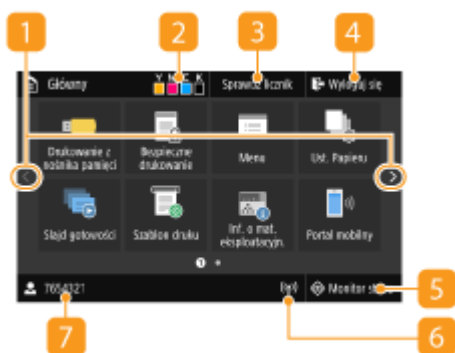 1
2
3
4
Główny
Y M C K
Sprawdź licznik
Wyloguj się
Drukowanie z
nośnika pamięci
Bezpieczne
drukowanie
Menu
Ust. Papieru
Slajd gotowości
Szablon druku
Inf. o mat.
eksploatacyjn.
Portal mobilny
1
7654321
Monitor
5
6
7